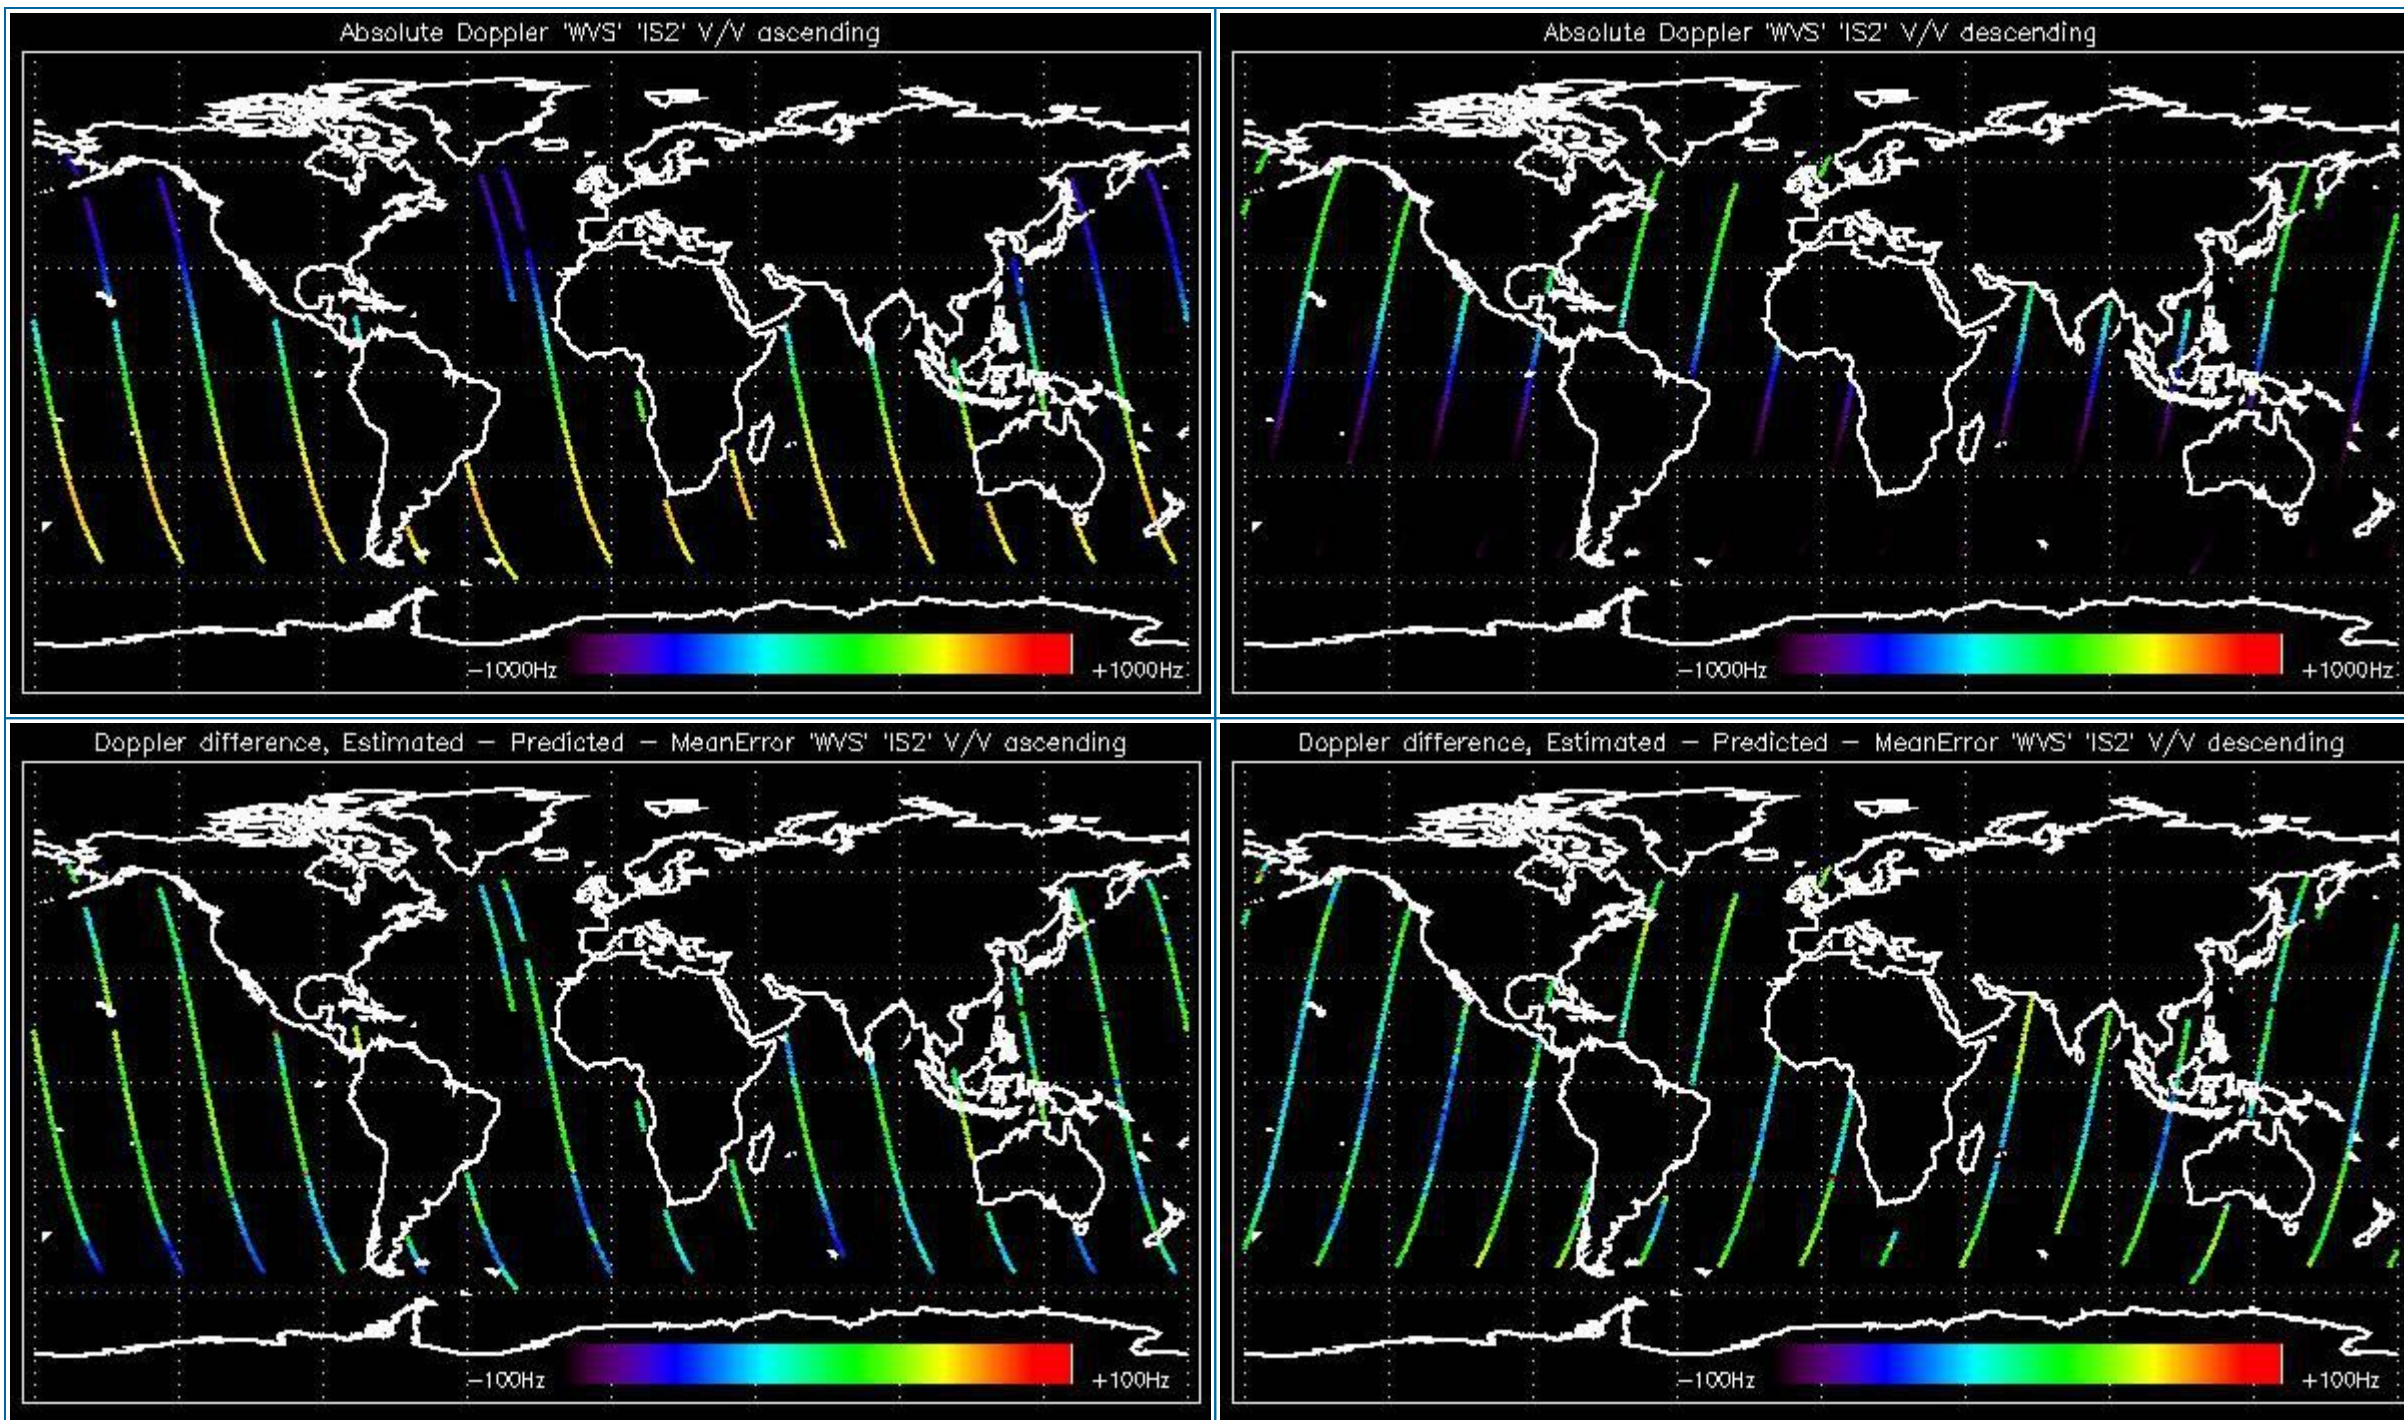 Absolute Doppler 'WVS' 'IS2' V/V ascending
-1000Hz
+1000Hz
Absolute Doppler 'WVS' 'IS2' V/V descending
-1000Hz
+1000Hz
Doppler difference, Estimated - Predicted - MeanError 'WVS' 'IS2' V/V ascending
-100Hz
+100Hz
Doppler difference, Estimated - Predicted - MeanError 'WVS' 'IS2' V/V descending
-100Hz
+100Hz